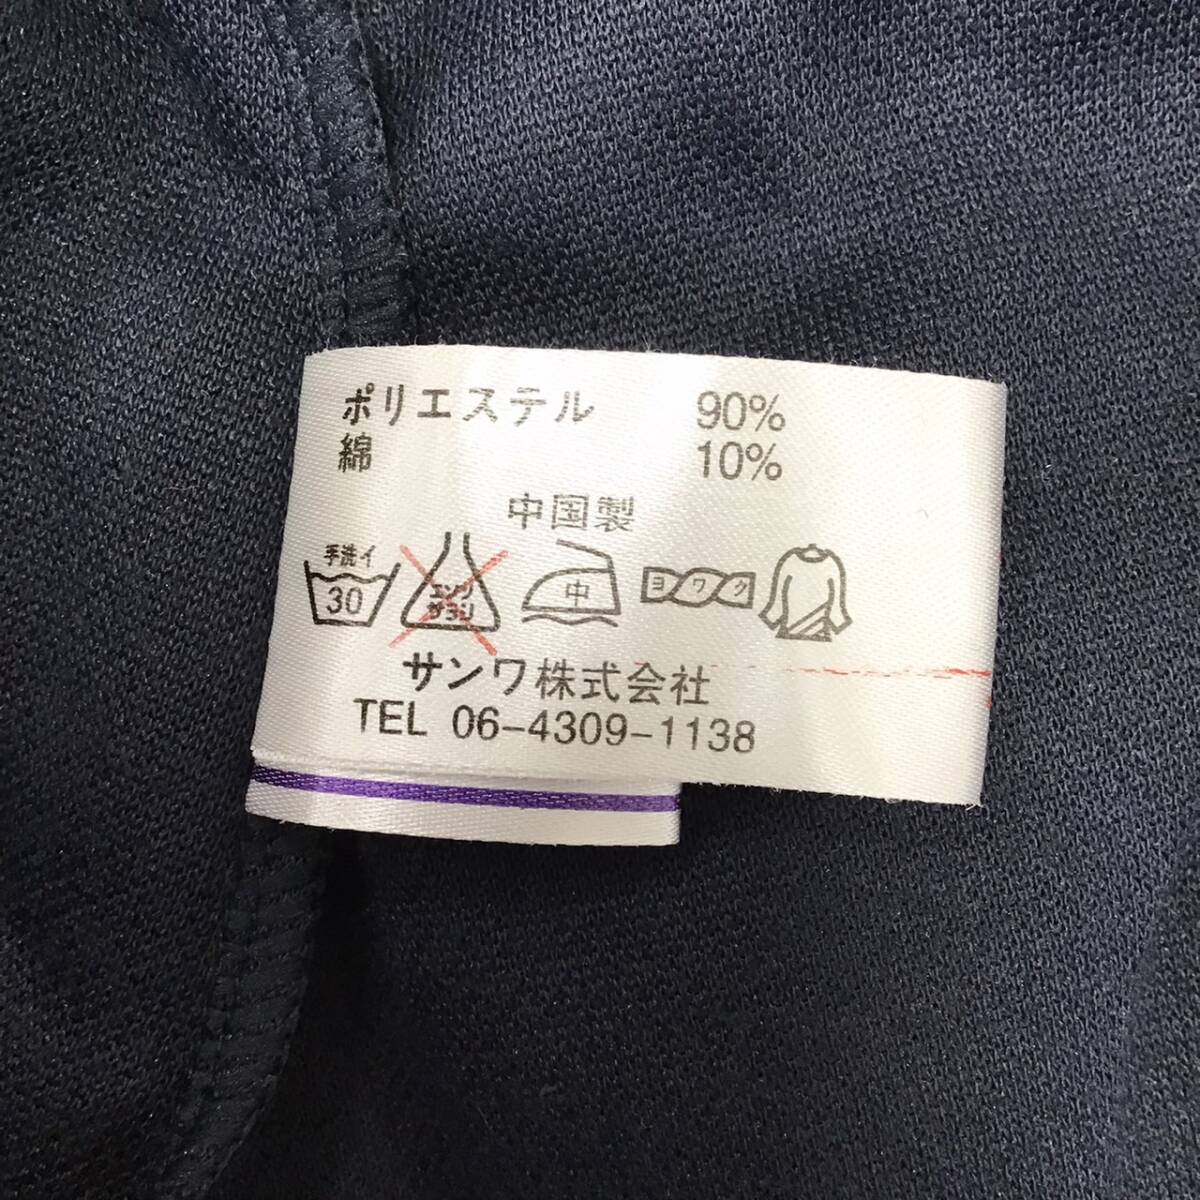 ポリエステル 90%
綿 10%
中国製
手洗イ
30
エンソ
サラシ
中
ヨワク
サンワ株式会社
TEL 06-4309-1138